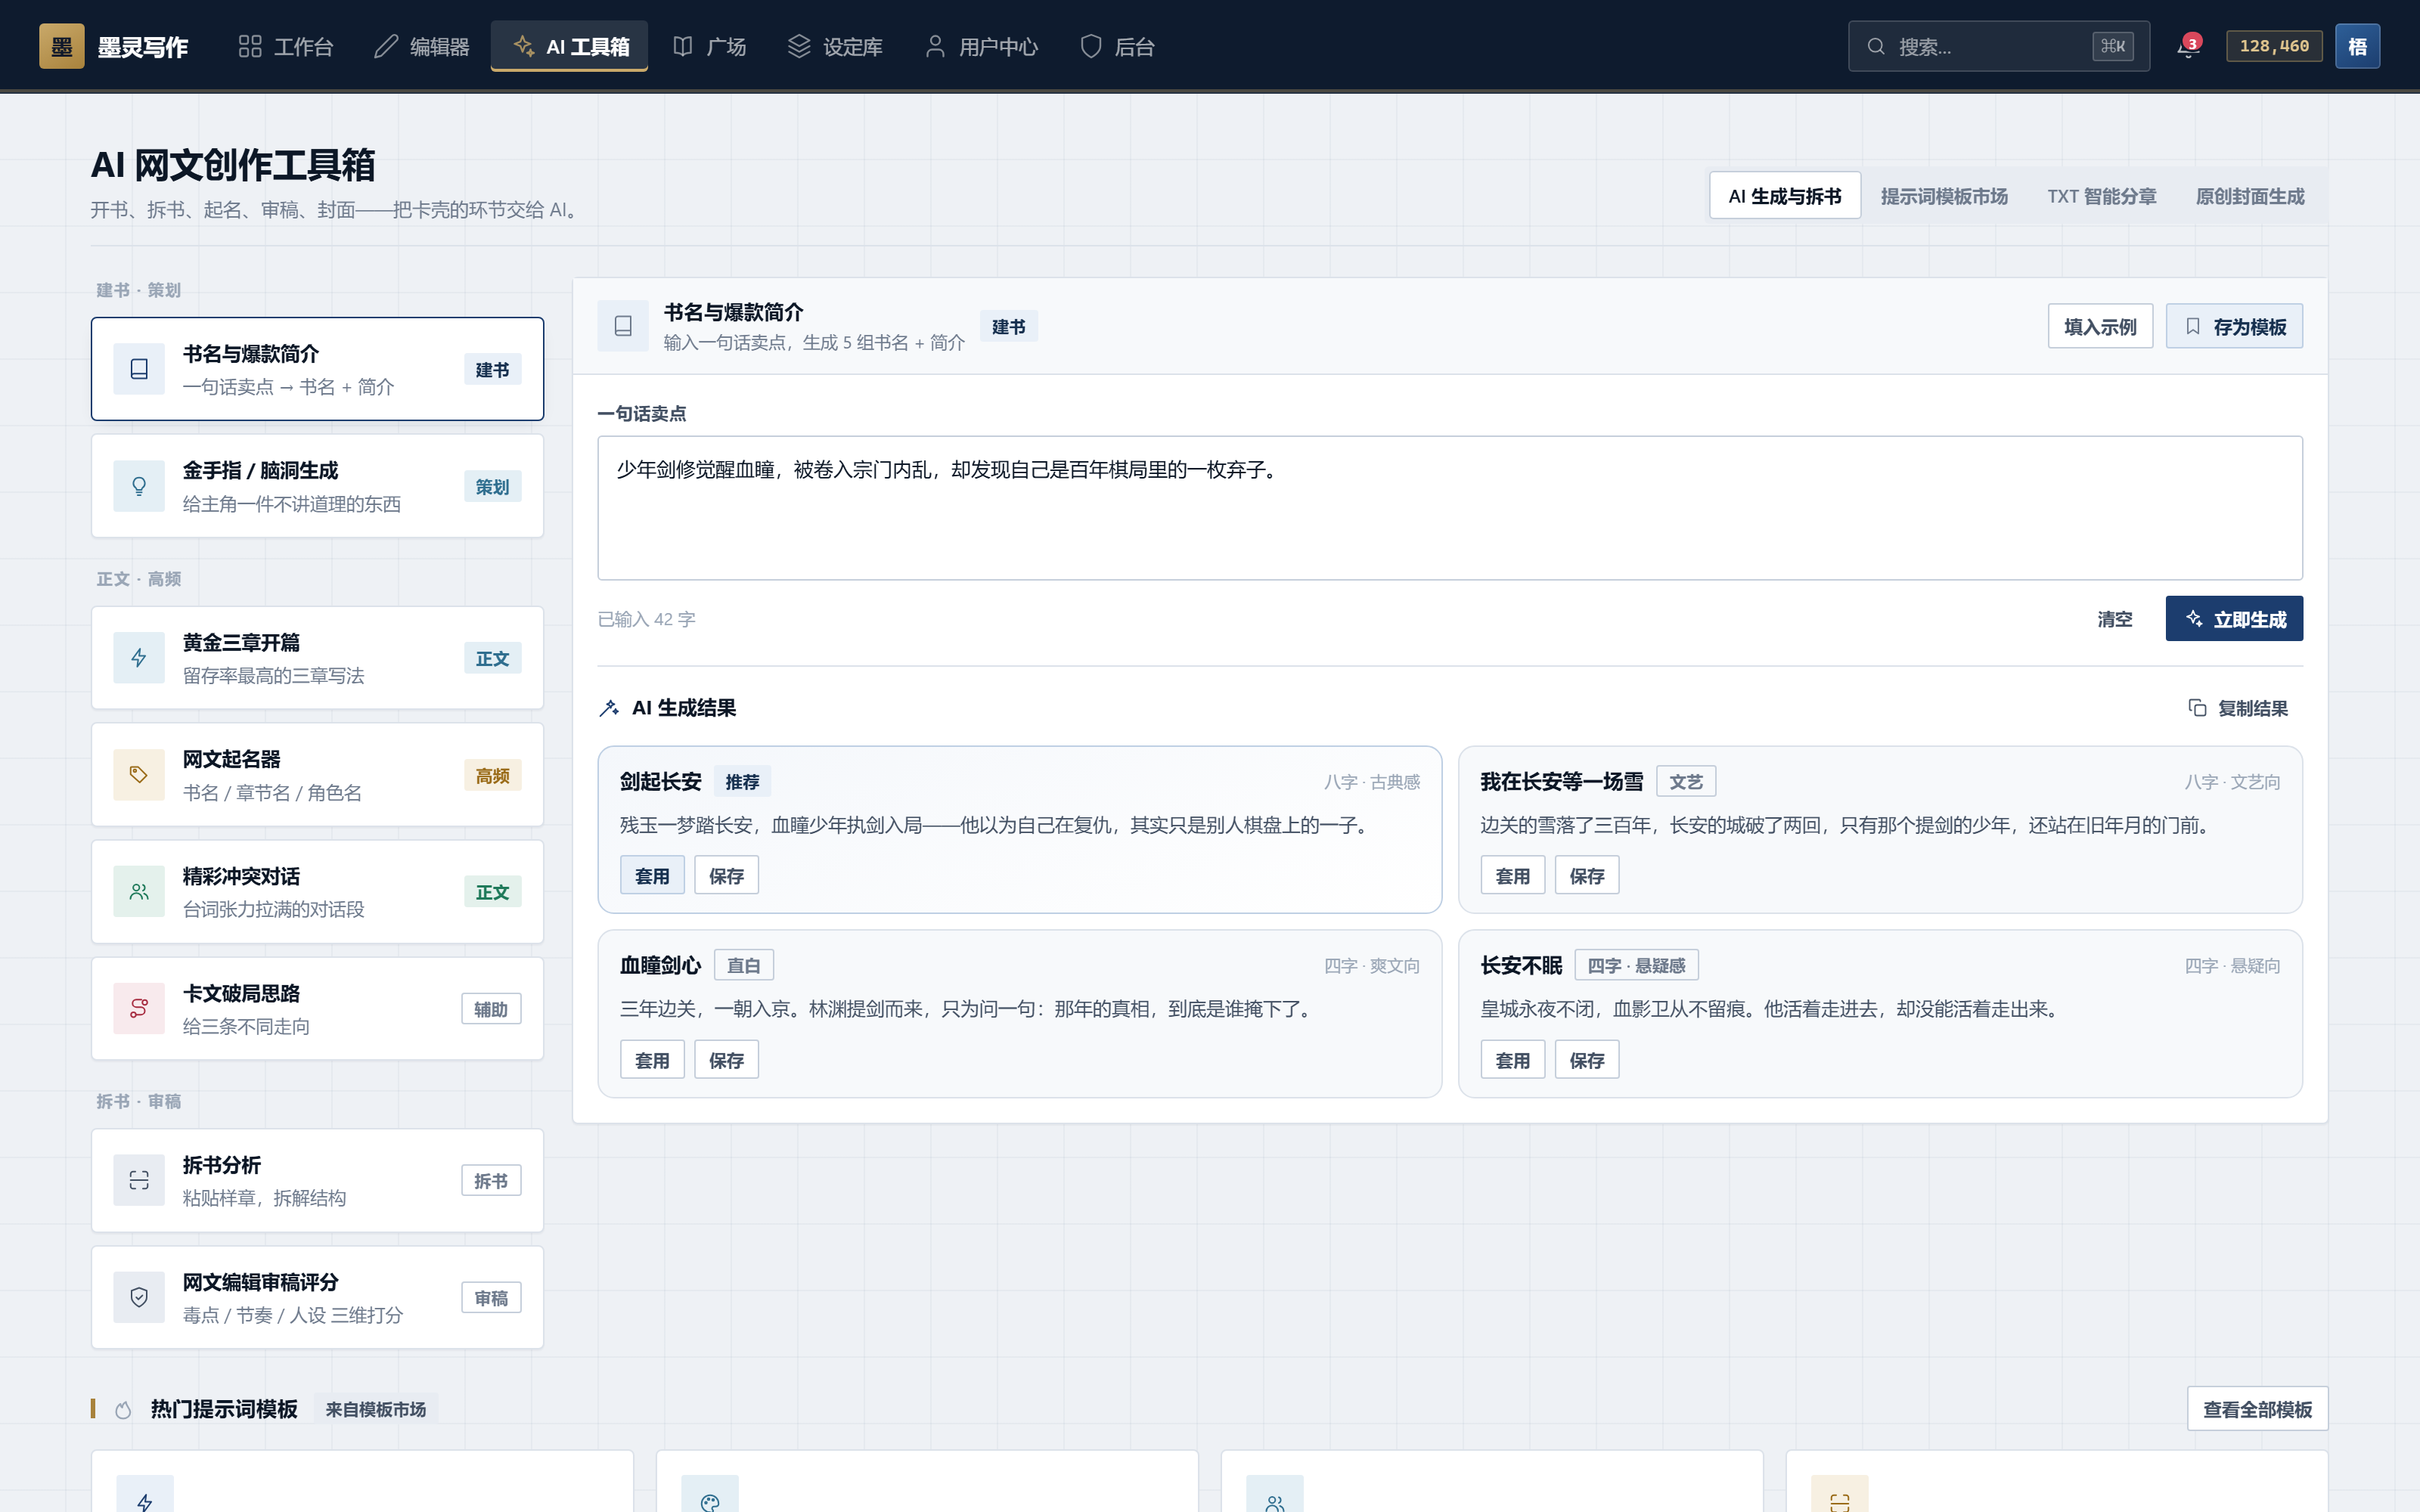 墨 墨灵写作 工作台 编辑器 AI 工具箱 广场 设定库 用户中心 后台 搜索... ⌘K 3 128,460 梧
AI 网文创作工具箱
开书、拆书、起名、审稿、封面——把卡壳的环节交给 AI。
AI 生成与拆书 提示词模板市场 TXT 智能分章 原创封面生成
建书 · 策划
书名与爆款简介
一句话卖点 → 书名 + 简介
建书
金手指 / 脑洞生成
给主角一件不讲道理的东西
策划
正文 · 高频
黄金三章开篇
留存率最高的三章写法
正文
网文起名器
书名 / 章节名 / 角色名
高频
精彩冲突对话
台词张力拉满的对话段
正文
卡文破局思路
给三条不同走向
辅助
拆书 · 审稿
拆书分析
粘贴样章，拆解结构
拆书
网文编辑审稿评分
毒点 / 节奏 / 人设 三维打分
审稿
书名与爆款简介
输入一句话卖点，生成 5 组书名 + 简介
建书
填入示例 存为模板
一句话卖点
少年剑修觉醒血瞳，被卷入宗门内乱，却发现自己是百年棋局里的一枚弃子。
已输入 42 字
清空 立即生成
AI 生成结果
复制结果
剑起长安 推荐 八字 · 古典感
残玉一梦踏长安，血瞳少年执剑入局——他以为自己在复仇，其实只是别人棋盘上的一子。
套用 保存
我在长安等一场雪 文艺 八字 · 文艺向
边关的雪落了三百年，长安的城破了两回，只有那个提剑的少年，还站在旧年月的门前。
套用 保存
血瞳剑心 直白 四字 · 爽文向
三年边关，一朝入京。林渊提剑而来，只为问一句：那年的真相，到底是谁掩下了。
套用 保存
长安不眠 四字 · 悬疑感 四字 · 悬疑向
皇城永夜不闭，血影卫从不留痕。他活着走进去，却没能活着走出来。
套用 保存
热门提示词模板 来自模板市场
查看全部模板